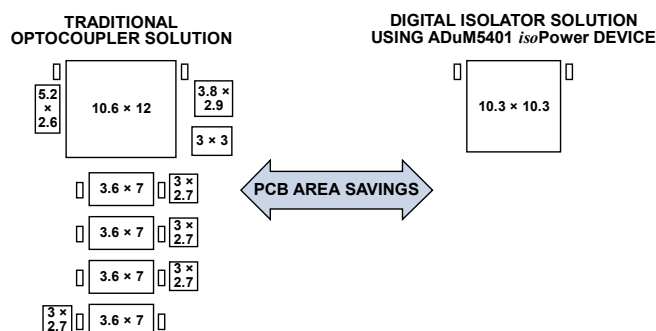 TRADITIONAL
OPTOCOUPLER SOLUTION
DIGITAL ISOLATOR SOLUTION
USING ADuM5401 isoPower DEVICE
5.2
×
2.6
10.6 × 12
3.8 ×
2.9
3 × 3
10.3 × 10.3
PCB AREA SAVINGS
3.6 × 7
3 ×
2.7
3.6 × 7
3 ×
2.7
3.6 × 7
3 ×
2.7
3 ×
2.7
3.6 × 7